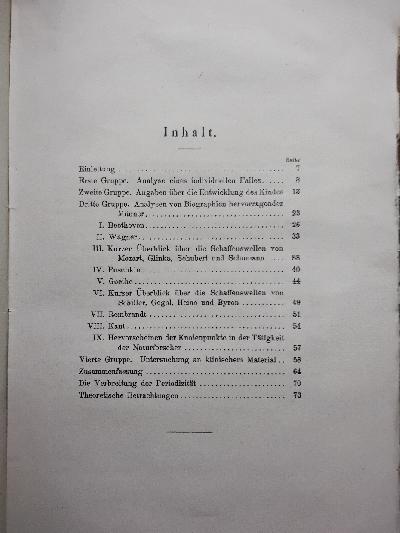 Inhalt.
Seite
Einleitung 7
Erste Gruppe. Analyse eines individuellen Falles 8
Zweite Gruppe. Angaben über die Entwicklung des Kindes 12
Dritte Gruppe. Analysen von Biographien hervorragender
Männer 23
I. Beethoven 26
II. Wagner 33
III. Kurzer Überblick über die Schaffenswellen von
Mozart, Glinka, Schubert und Schumann 38
IV. Puschkin 40
V. Goethe 44
VI. Kurzer Überblick über die Schaffenswellen von
Schiller, Gogol, Heine und Byron 49
VII. Rembrandt 51
VIII. Kant 54
IX. Hervorscheinen der Knotenpunkte in der Tätigkeit
der Naturforscher 57
Vierte Gruppe. Untersuchung an klinischem Material 58
Zusammenfassung 64
Die Verbreitung der Periodizität 70
Theoretische Betrachtungen 73